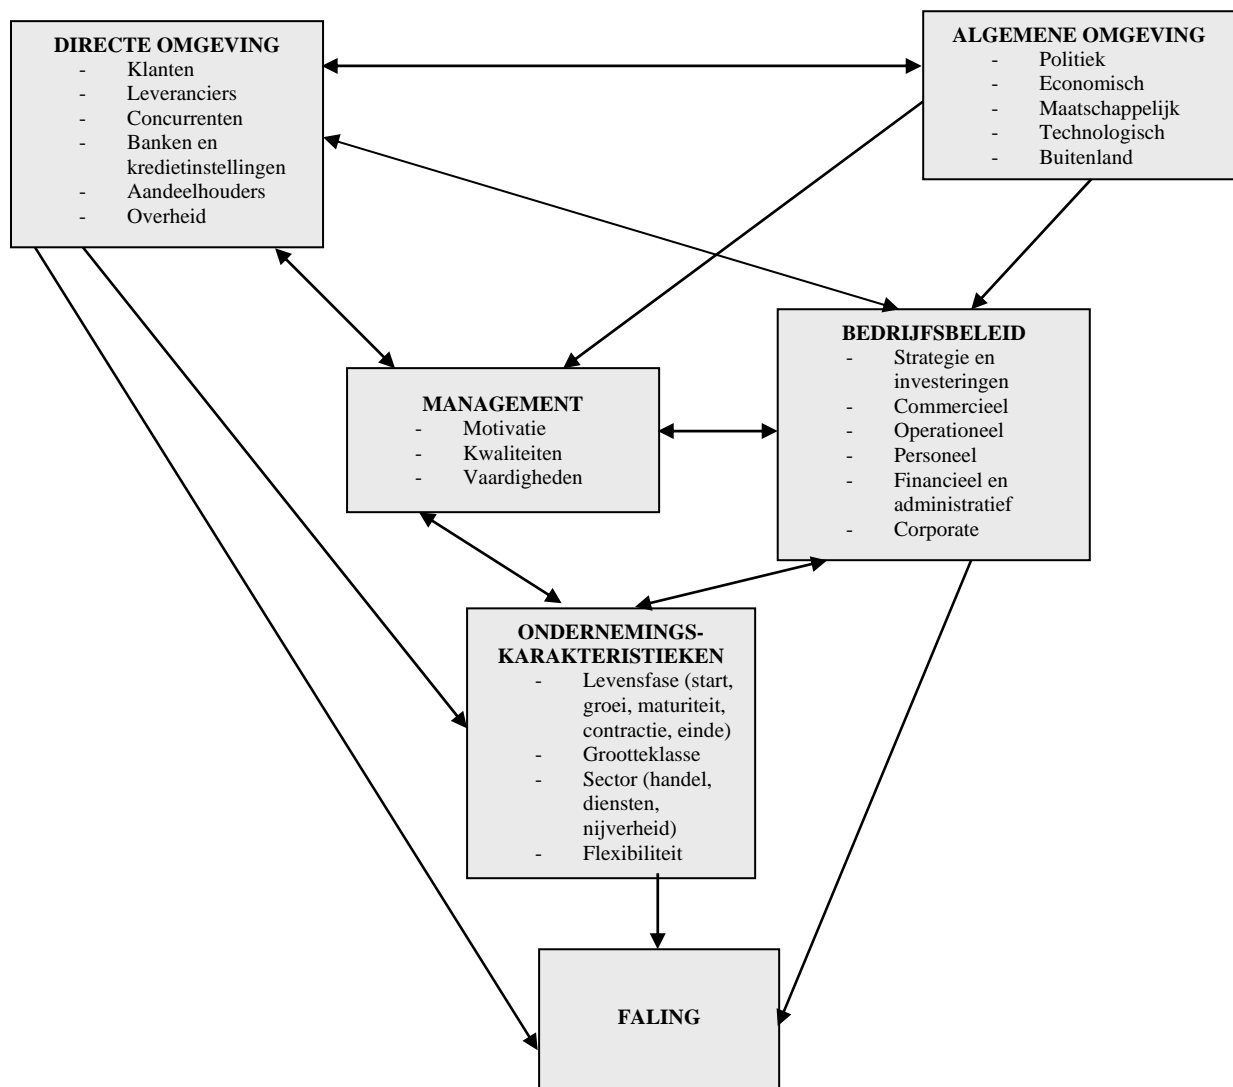 DIRECTE OMGEVING
- Klanten
- Leveranciers
- Concurrenten
- Banken en
kredietinstellingen
- Aandeelhouders
- Overheid
ALGEMENE OMGEVING
- Politiek
- Economisch
- Maatschappelijk
- Technologisch
- Buitenland
BEDRIJFSBELEID
- Strategie en
investeringen
- Commercieel
- Operationeel
- Personeel
- Financieel en
administratief
- Corporate
MANAGEMENT
- Motivatie
- Kwaliteiten
- Vaardigheden
ONDERNEMINGS-
KARAKTERISTIEKEN
- Levensfase (start,
groei, maturiteit,
contractie, einde)
- Grootteklasse
- Sector (handel,
diensten,
nijverheid)
- Flexibiliteit
FALING